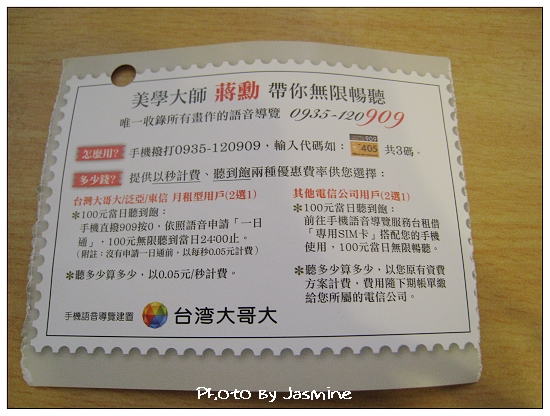 美學大師 蔣勳 帶你無限暢聽
唯一收錄所有畫作的語音導覽 0935-120909
怎麼用? 手機撥打0935-120909,輸入代碼如: 909 405 共3碼。
多少錢? 提供以秒計費、聽到飽兩種優惠費率供您選擇:
台灣大哥大/泛亞/東信 月租型用戶(2選1)
✽100元當日聽到飽:
手機直撥909按0,依照語音申請「一日
通」,100元無限聽到當日24:00止。
(附註:沒有申請一日通前,以每秒0.05元計費)
✽聽多少算多少,以0.05元/秒計費。
其他電信公司用戶(2選1)
✽100元當日聽到飽:
前往手機語音導覽服務台租借
「專用SIM卡」搭配您的手機
使用,100元當日無限暢聽。
✽聽多少算多少,以您原有資費
方案計費,費用隨下期帳單繳
給您所屬的電信公司。
手機語音導覽建置 台湾大哥大
Photo By Jasmine